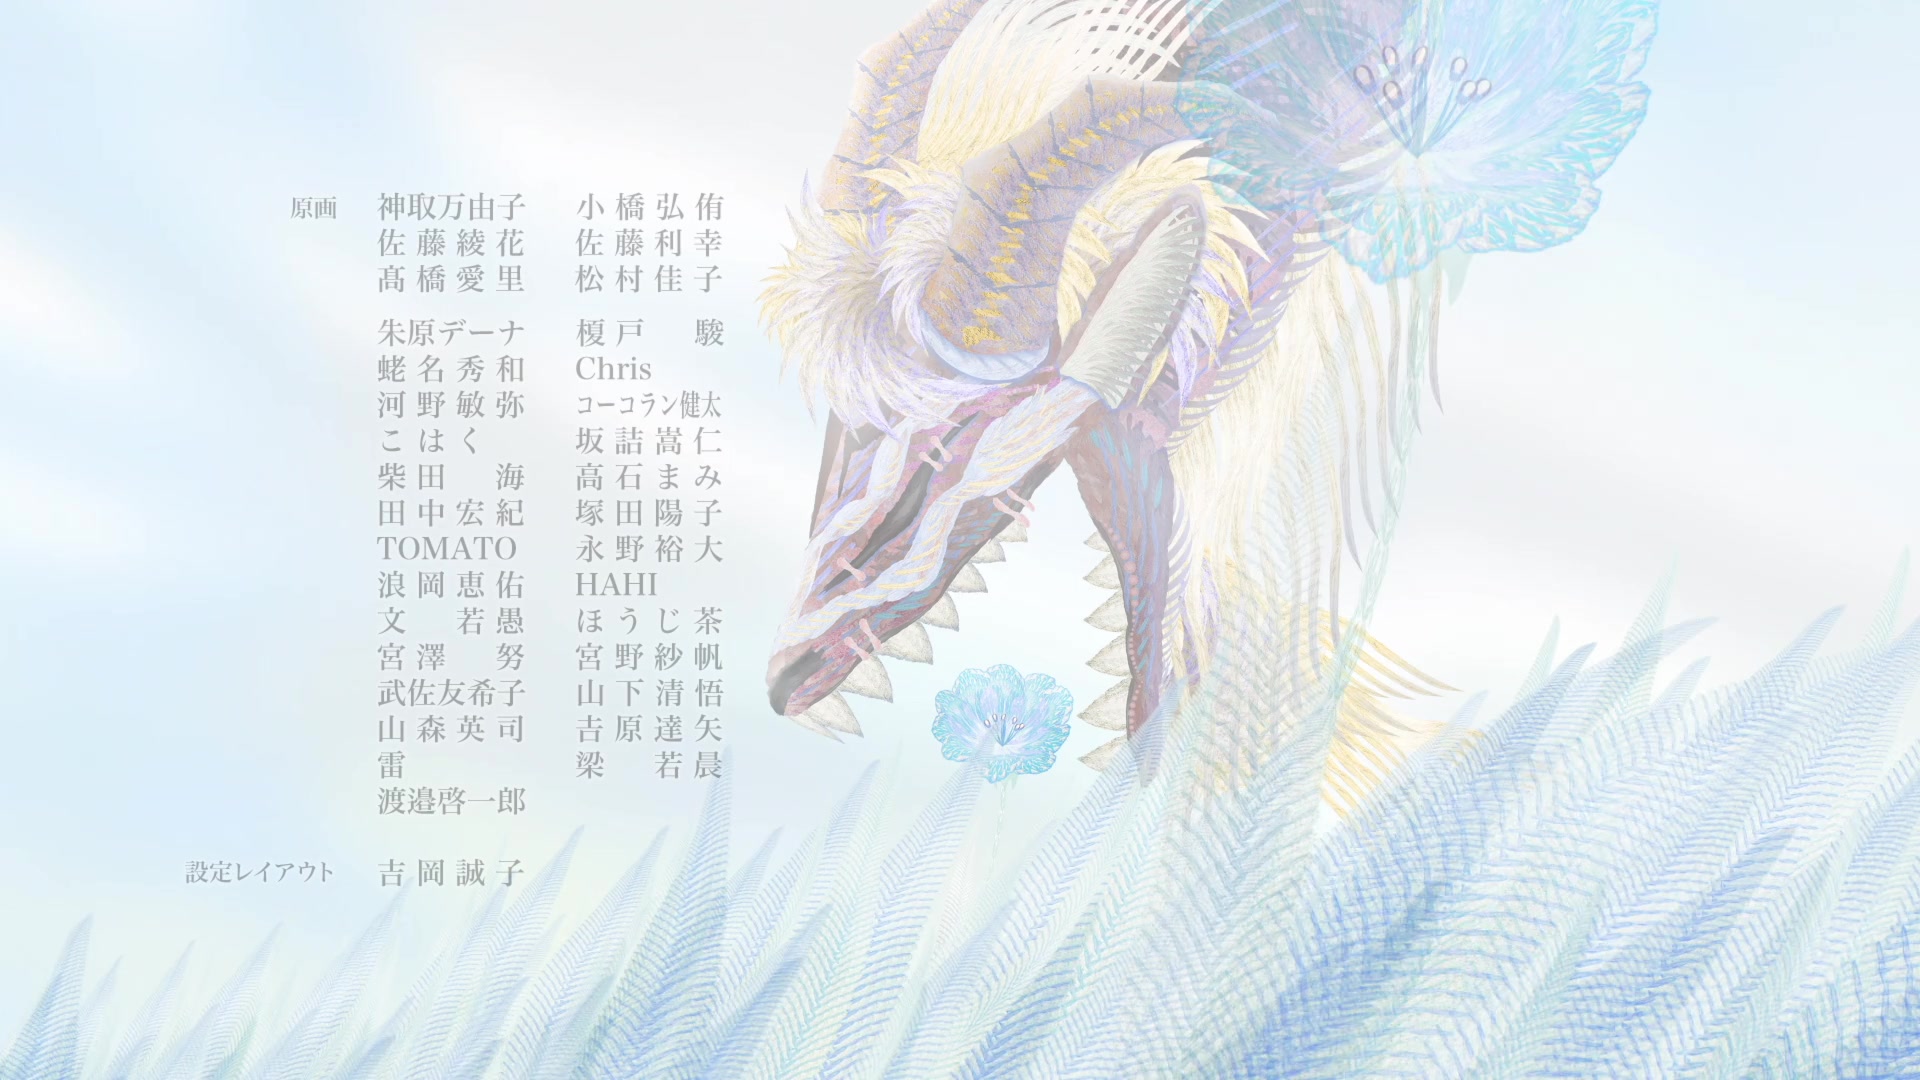 原画 神取万由子 小橋弘侑
佐藤綾花 佐藤利幸
髙橋愛里 松村佳子
朱原デーナ 榎戸 駿
蛯名秀和 Chris
河野敏弥 コーコラン健太
こはく 坂詰嵩仁
柴田 海 高石まみ
田中宏紀 塚田陽子
TOMATO 永野裕大
浪岡恵佑 HAHI
文 若愚 ほうじ茶
宮澤 努 宮野紗帆
武佐友希子 山下清悟
山森英司 𠮷原達矢
雷 梁 若晨
渡邉啓一郎
設定レイアウト 吉岡誠子